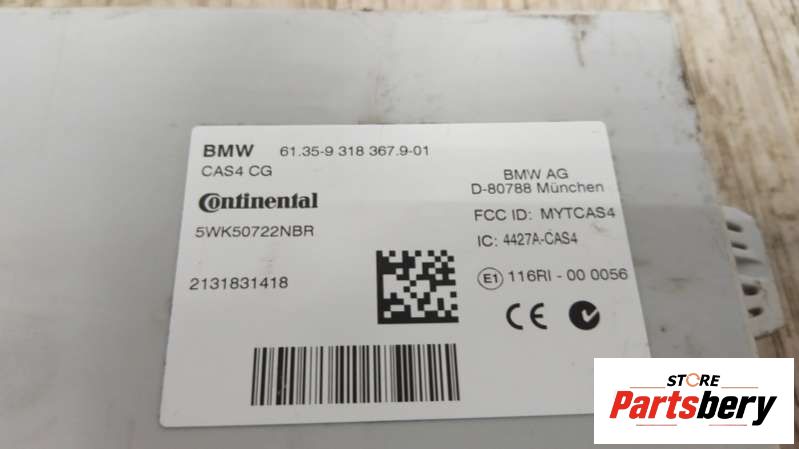 BMW 61.35-9 318 367.9-01
CAS4 CG
Continental
5WK50722NBR
2131831418
BMW AG
D-80788 München
FCC ID: MYTCAS4
IC: 4427A-CAS4
E1 116RI - 00 0056
CE
STORE
Partsbery